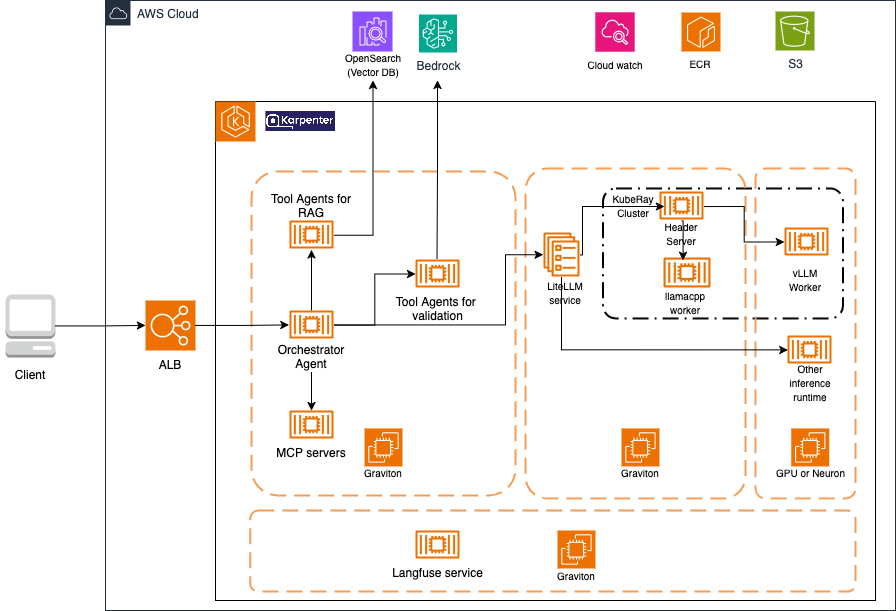 AWS Cloud
OpenSearch
(Vector DB)
Bedrock
Cloud watch
ECR
S3
Karpenter
Tool Agents for
RAG
KubeRay
Cluster
Header
Server
LiteLLM
service
llamacpp
worker
vLLM
Worker
Tool Agents for
validation
Client
ALB
Orchestrator
Agent
Other
inference
runtime
MCP servers
Graviton
Graviton
GPU or Neuron
Langfuse service
Graviton